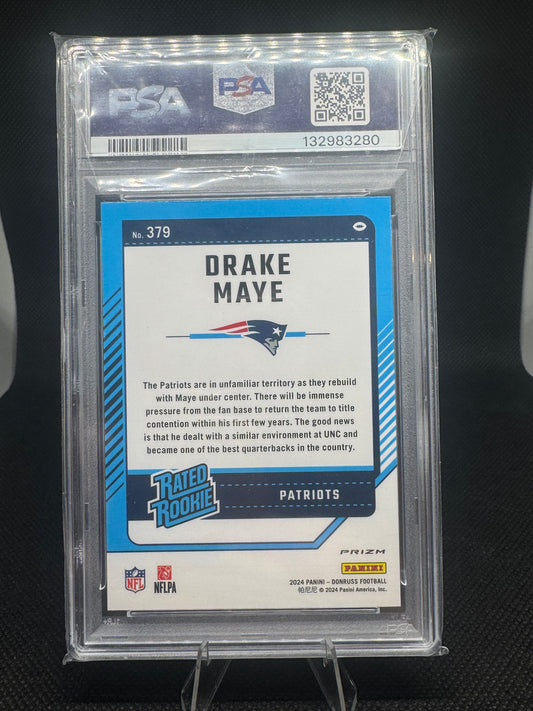 PSA
PSA
132983280
No. 379
DRAKE
MAYE
The Patriots are in unfamiliar territory as they rebuild
with Maye under center. There will be immense
pressure from the fan base to return the team to title
contention within his first few years. The good news
is that he dealt with a similar environment at UNC and
became one of the best quarterbacks in the country.
RATED
ROOKIE
PATRIOTS
PRIZM
PANINI
NFL
NFLPA
2024 PANINI – DONRUSS FOOTBALL
帕尼尼 © 2024 Panini America, Inc.